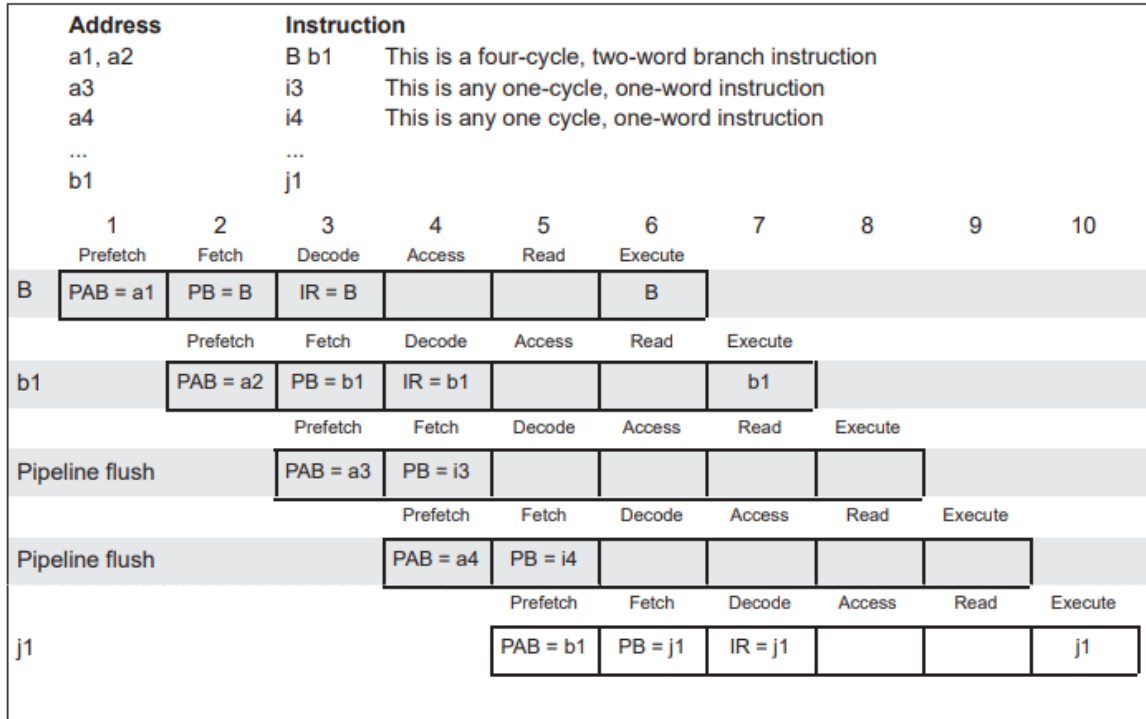 Address Instruction
a1, a2 B b1 This is a four-cycle, two-word branch instruction
a3 i3 This is any one-cycle, one-word instruction
a4 i4 This is any one cycle, one-word instruction
... ...
b1 j1
1 2 3 4 5 6 7 8 9 10
Prefetch Fetch Decode Access Read Execute
B PAB = a1 PB = B IR = B B
Prefetch Fetch Decode Access Read Execute
b1 PAB = a2 PB = b1 IR = b1 b1
Prefetch Fetch Decode Access Read Execute
Pipeline flush PAB = a3 PB = i3
Prefetch Fetch Decode Access Read Execute
Pipeline flush PAB = a4 PB = i4
Prefetch Fetch Decode Access Read Execute
j1 PAB = b1 PB = j1 IR = j1 j1